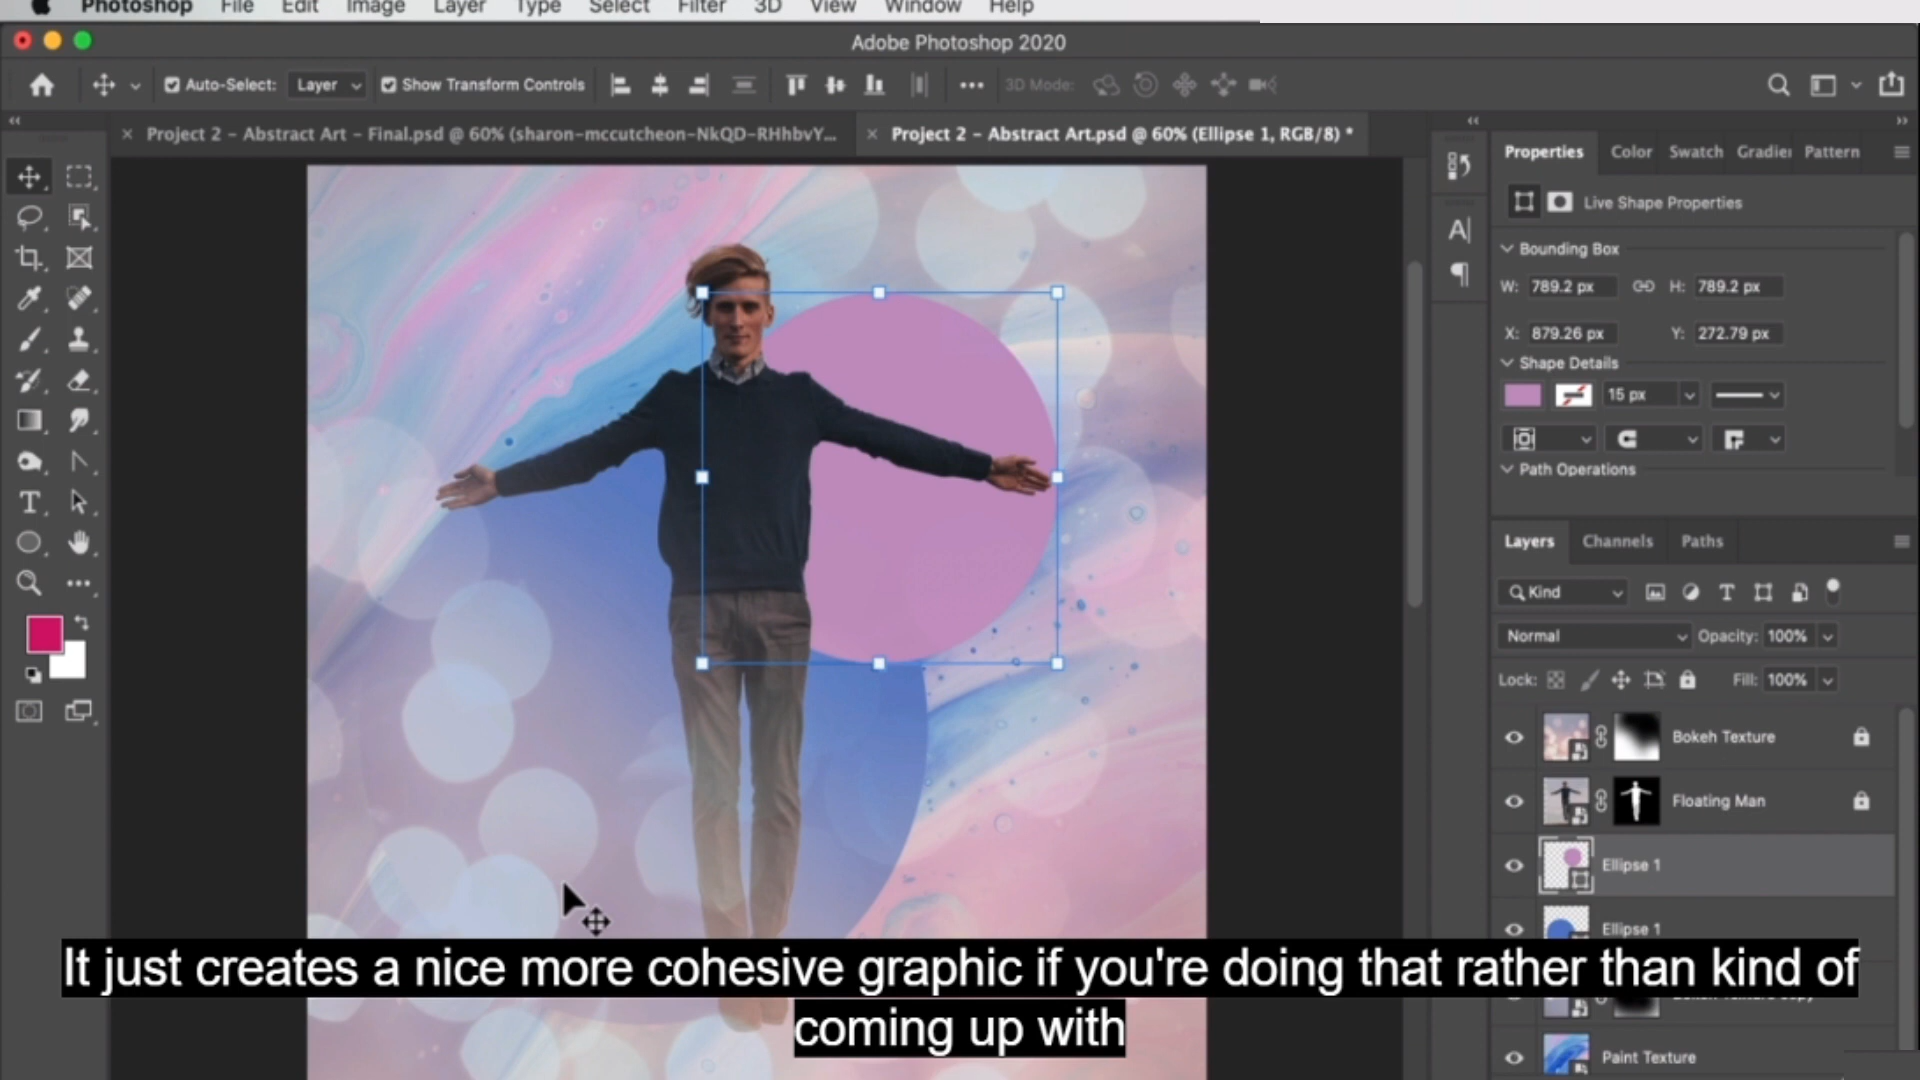 Photoshop File Edit Image Layer Type Select Filter 3D View Window Help
Adobe Photoshop 2020
Auto-Select: Layer Show Transform Controls 3D Mode:
Project 2 - Abstract Art - Final.psd @ 60% (sharon-mccutcheon-NkQD-RHhbvY... Project 2 - Abstract Art.psd @ 60% (Ellipse 1, RGB/8) *
Properties Color Swatch Gradier Pattern
Live Shape Properties
Bounding Box
W: 789.2 px H: 789.2 px
X: 879.26 px Y: 272.79 px
Shape Details
15 px
Path Operations
Layers Channels Paths
Kind
Normal Opacity: 100%
Lock: Fill: 100%
Bokeh Texture
Floating Man
Ellipse 1
Ellipse 1
It just creates a nice more cohesive graphic if you're doing that rather than kind of
coming up with
Paint Texture